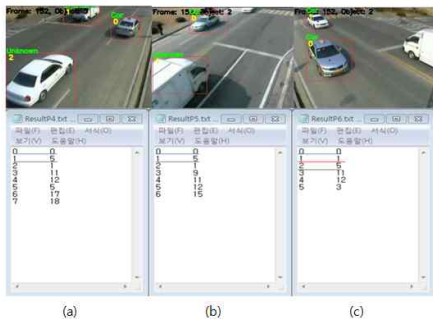 Frame: 152, Object: 2
Car
0
Unknown
2
Frame: 152, Object: 2
Car
0
Frame: 152, Object: 2
Car
0
ResultP4.txt ...
파일(F) 편집(E) 서식(O)
보기(V) 도움말(H)
0 0
1 5
2 1
3 11
4 12
5 5
6 17
7 18
ResultP5.txt ...
파일(F) 편집(E) 서식(O)
보기(V) 도움말(H)
0 0
1 5
2 1
3 9
4 11
5 12
6 15
ResultP6.txt ...
파일(F) 편집(E) 서식(O)
보기(V) 도움말(H)
0 0
1 1
2 5
3 11
4 12
5 3
(a) (b) (c)